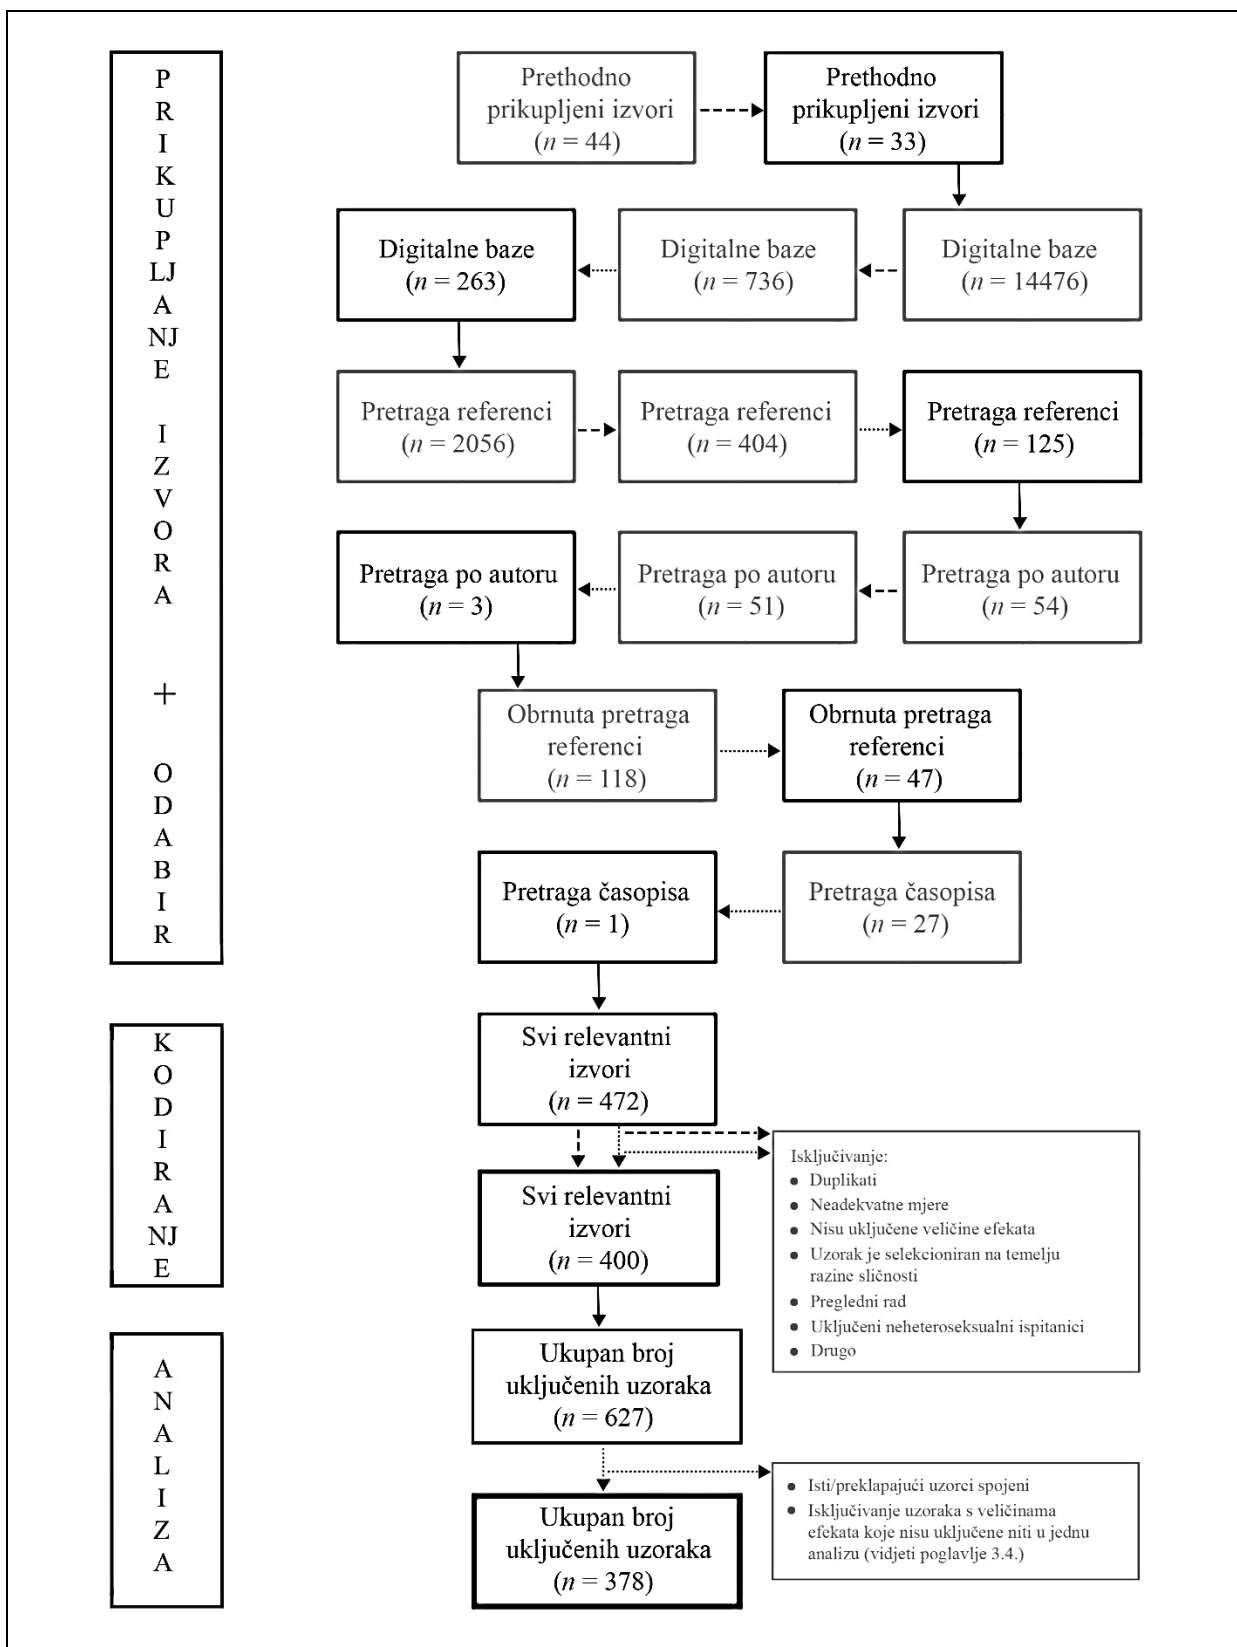 P
R
I
K
U
P
LJ
A
NJ
E
I
Z
V
O
R
A
+
O
D
A
B
I
R
Prethodno
prikupljeni izvori
(n = 44)
Prethodno
prikupljeni izvori
(n = 33)
Digitalne baze
(n = 263)
Digitalne baze
(n = 736)
Digitalne baze
(n = 14476)
Pretraga referenci
(n = 2056)
Pretraga referenci
(n = 404)
Pretraga referenci
(n = 125)
Pretraga po autoru
(n = 3)
Pretraga po autoru
(n = 51)
Pretraga po autoru
(n = 54)
Obrnuta pretraga
referenci
(n = 118)
Obrnuta pretraga
referenci
(n = 47)
Pretraga časopisa
(n = 1)
Pretraga časopisa
(n = 27)
K
O
D
I
R
A
NJ
E
Svi relevantni
izvori
(n = 472)
Svi relevantni
izvori
(n = 400)
Isključivanje:
● Duplikati
● Neadekvatne mjere
● Nisu uključene veličine efekata
● Uzorak je selekcioniran na temelju
razine sličnosti
● Pregledni rad
● Uključeni neheteroseksualni ispitanici
● Drugo
A
N
A
L
I
Z
A
Ukupan broj
uključenih uzoraka
(n = 627)
Ukupan broj
uključenih uzoraka
(n = 378)
● Isti/preklapajući uzorci spojeni
● Isključivanje uzoraka s veličinama
efekata koje nisu uključene niti u jednu
analizu (vidjeti poglavlje 3.4.)